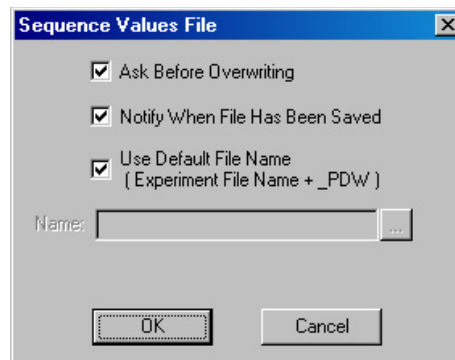 Sequence Values File
Ask Before Overwriting
Notify When File Has Been Saved
Use Default File Name
( Experiment File Name + _PDW )
Name:
...
OK
Cancel